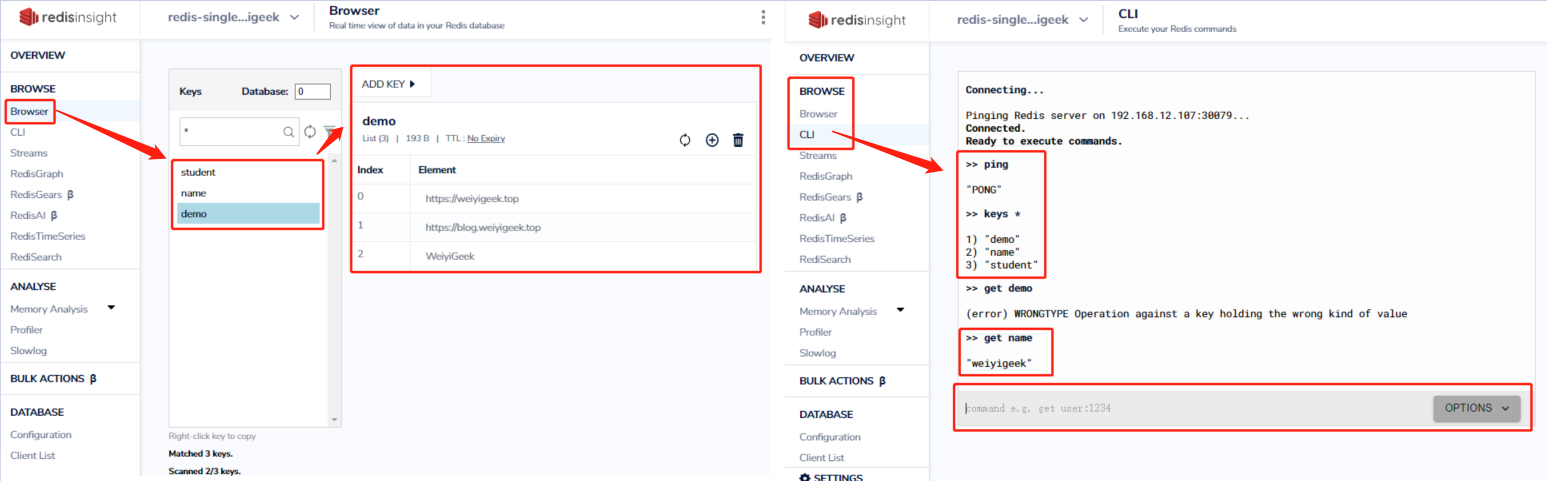 redisinsight
redis-single...igeek
Browser
Real time view of data in your Redis database
OVERVIEW
BROWSE
Browser
CLI
Streams
RedisGraph
RedisGears β
RedisAI β
RedisTimeSeries
RediSearch
ANALYSE
Memory Analysis
Profiler
Slowlog
BULK ACTIONS β
DATABASE
Configuration
Client List
Keys Database: 0
*
student
name
demo
Right-click key to copy
Matched 3 keys.
Scanned 2/3 keys.
ADD KEY
demo
List (3) | 193 B | TTL : No Expiry
Index Element
0 https://weiyigeek.top
1 https://blog.weiyigeek.top
2 WeiyiGeek
redisinsight
redis-single...igeek
CLI
Execute your Redis commands
OVERVIEW
BROWSE
Browser
CLI
Streams
RedisGraph
RedisGears β
RedisAI β
RedisTimeSeries
RediSearch
ANALYSE
Memory Analysis
Profiler
Slowlog
BULK ACTIONS β
DATABASE
Configuration
Client List
SETTINGS
Connecting...
Pinging Redis server on 192.168.12.107:30079...
Connected.
Ready to execute commands.
>> ping
"PONG"
>> keys *
1) "demo"
2) "name"
3) "student"
>> get demo
(error) WRONGTYPE Operation against a key holding the wrong kind of value
>> get name
"weiyigeek"
command e.g. get user:1234
OPTIONS